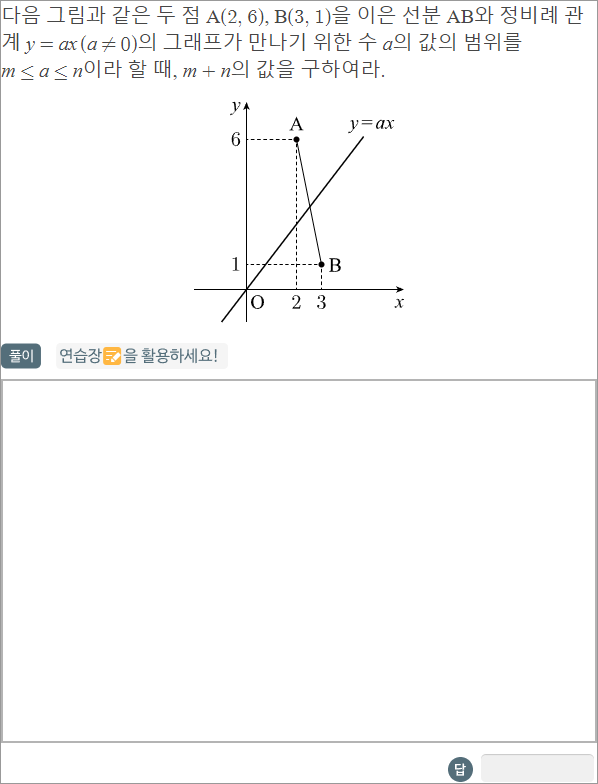 다음 그림과 같은 두 점 A(2, 6), B(3, 1)을 이은 선분 AB와 정비례 관
계 y = ax (a ≠ 0)의 그래프가 만나기 위한 수 a의 값의 범위를
m ≤ a ≤ n이라 할 때, m + n의 값을 구하여라.
y
A
y=ax
6
1
B
O
2
3
x
풀이
연습장 을 활용하세요!
답